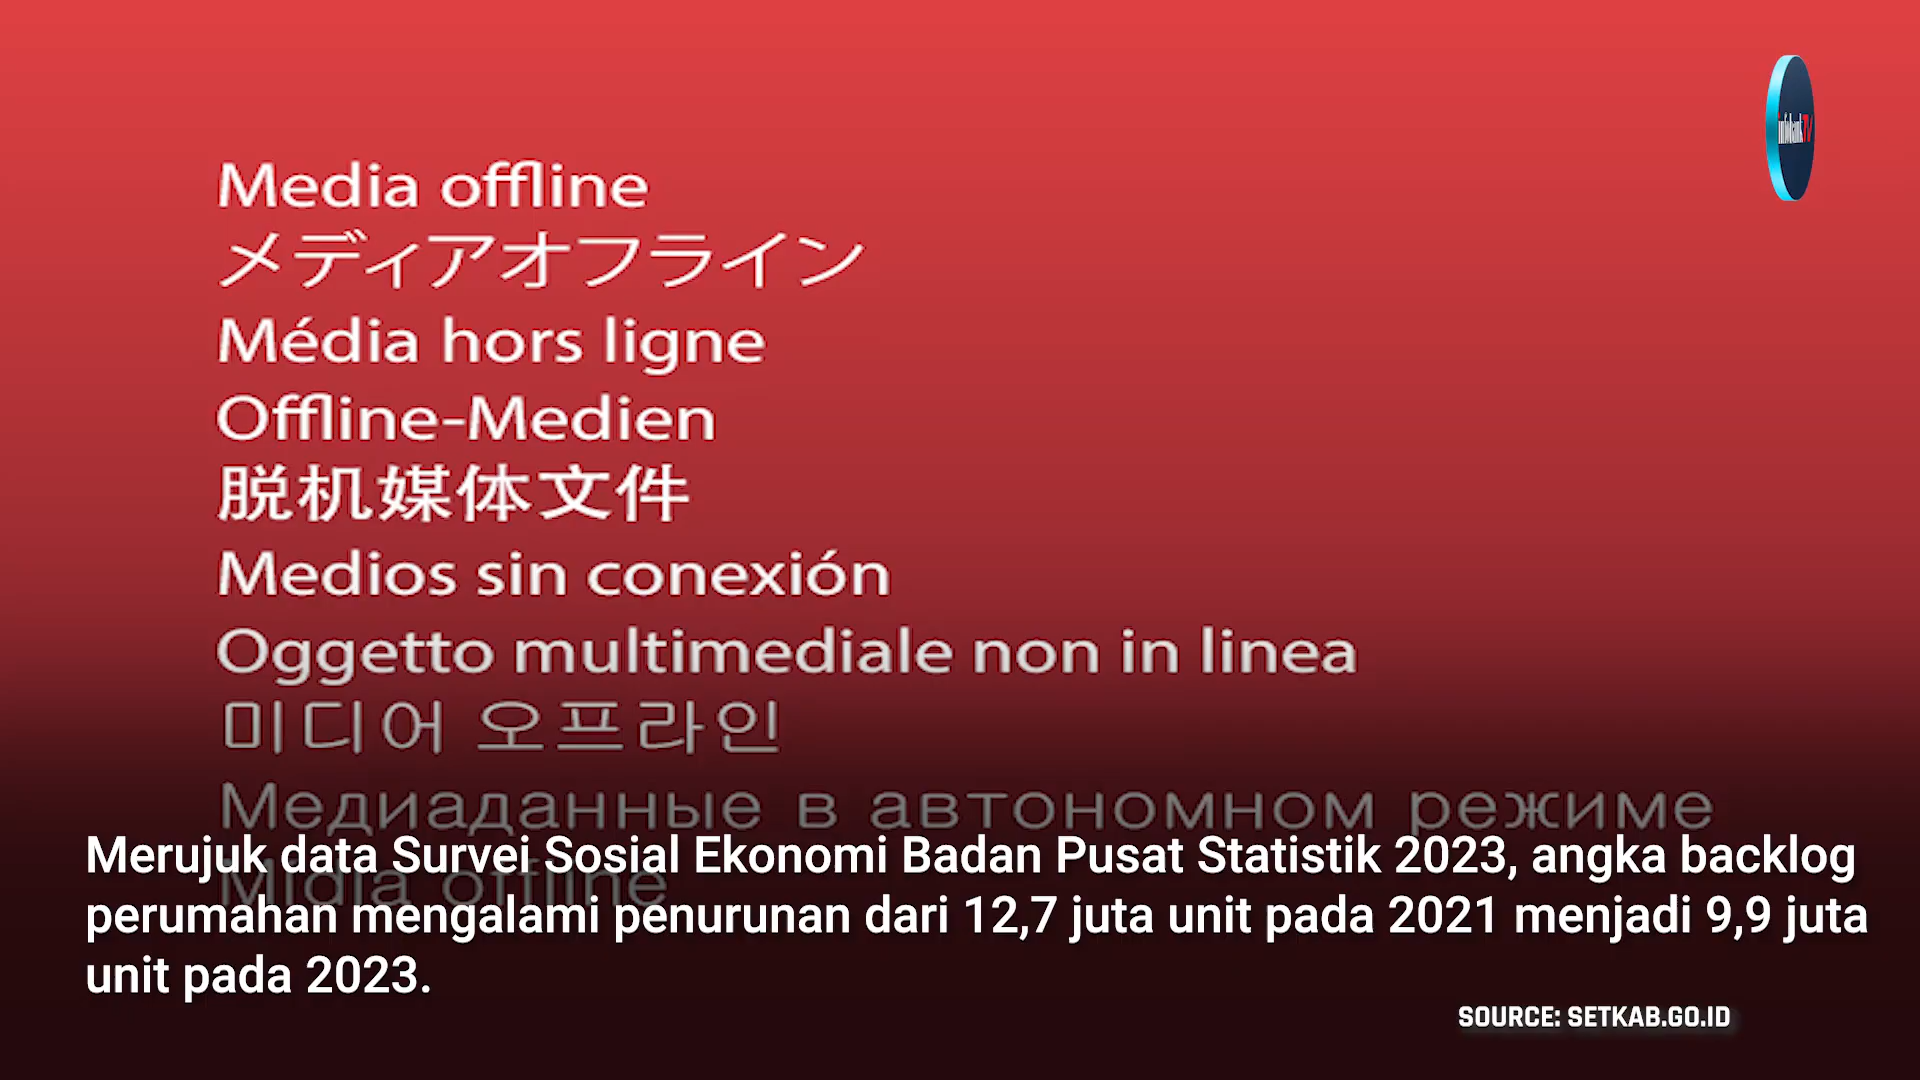 infobankTV
Media offline
メディアオフライン
Média hors ligne
Offline-Medien
脱机媒体文件
Medios sin conexión
Oggetto multimediale non in linea
미디어 오프라인
Медиаданные в автономном режиме
Mídia offline
Merujuk data Survei Sosial Ekonomi Badan Pusat Statistik 2023, angka backlog
perumahan mengalami penurunan dari 12,7 juta unit pada 2021 menjadi 9,9 juta
unit pada 2023.
SOURCE: SETKAB.GO.ID